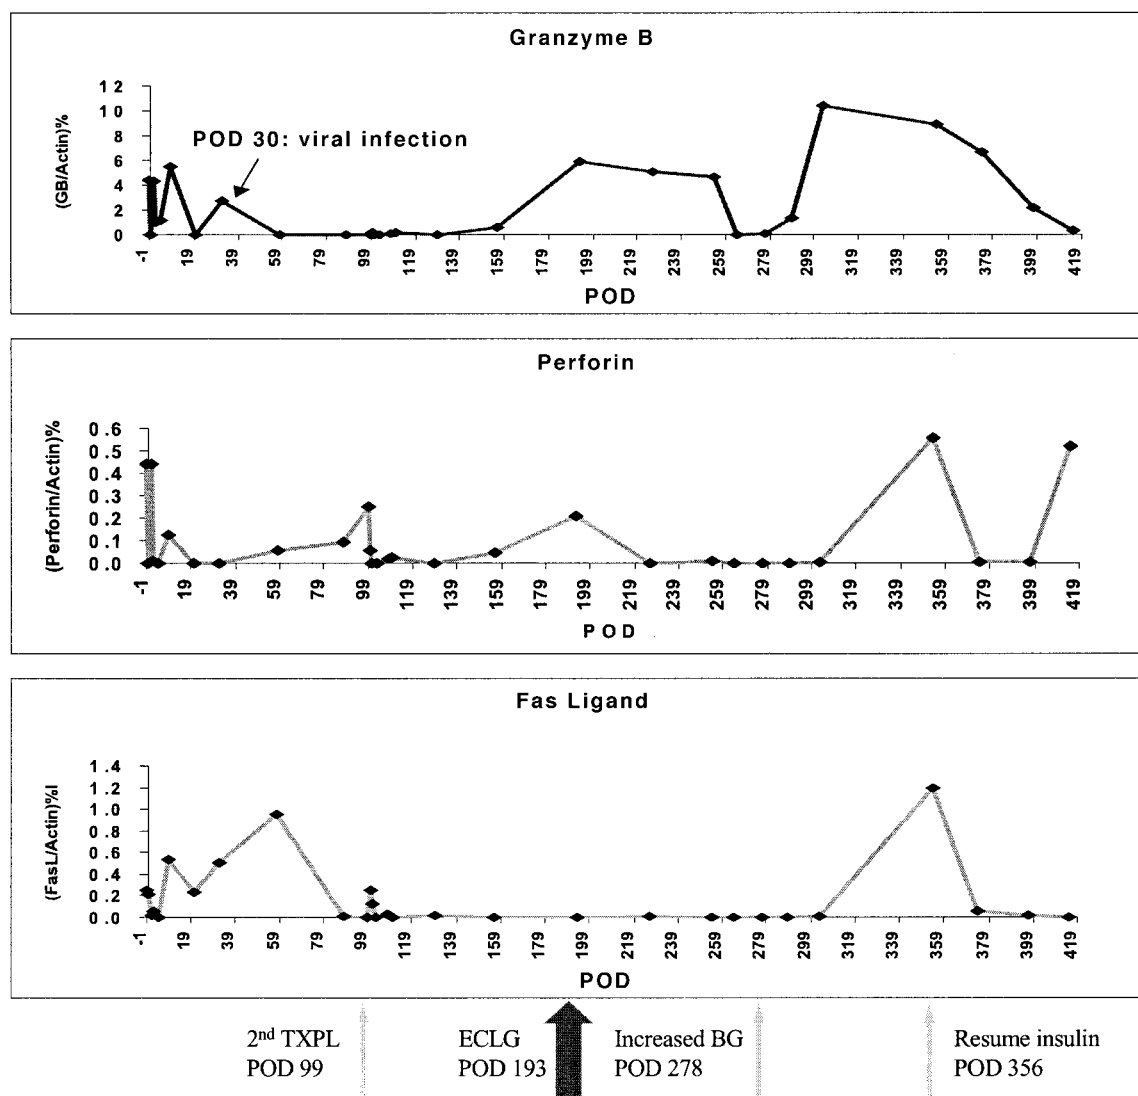 Granzyme B
(GB/Actin)%
12
10
8
6
4
2
0
POD 30: viral infection
-1 19 39 59 79 99 119 139 159 179 199 219 239 259 279 299 319 359 379 399 419
POD
Perforin
(Perforin/Actin)%
0.6
0.5
0.4
0.3
0.2
0.1
0.0
-1 19 39 59 79 99 119 139 159 179 199 219 239 259 279 299 319 339 359 379 399 419
POD
Fas Ligand
(FasL/Actin)%l
1.4
1.2
1.0
0.8
0.6
0.4
0.2
0.0
-1 19 39 59 79 99 119 139 159 179 199 219 239 259 279 299 319 339 359 379 399 419
POD
2nd TXPL ECLG Increased BG Resume insulin
POD 99 POD 193 POD 278 POD 356